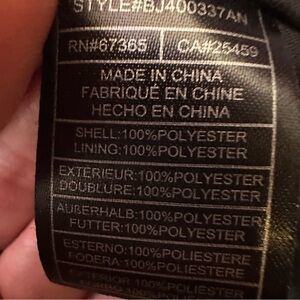 STYLE#BJ400337AN
RN#67365 CA#25459
MADE IN CHINA
FABRIQUÉ EN CHINE
HECHO EN CHINA
SHELL:100%POLYESTER
LINING:100%POLYESTER
EXTERIEUR:100%POLYESTER
DOUBLURE:100%POLYESTER
AUßERHALB:100%POLYESTER
FUTTER:100%POLYESTER
ESTERNO:100%POLIESTERE
FODERA 100%POLIESTERE